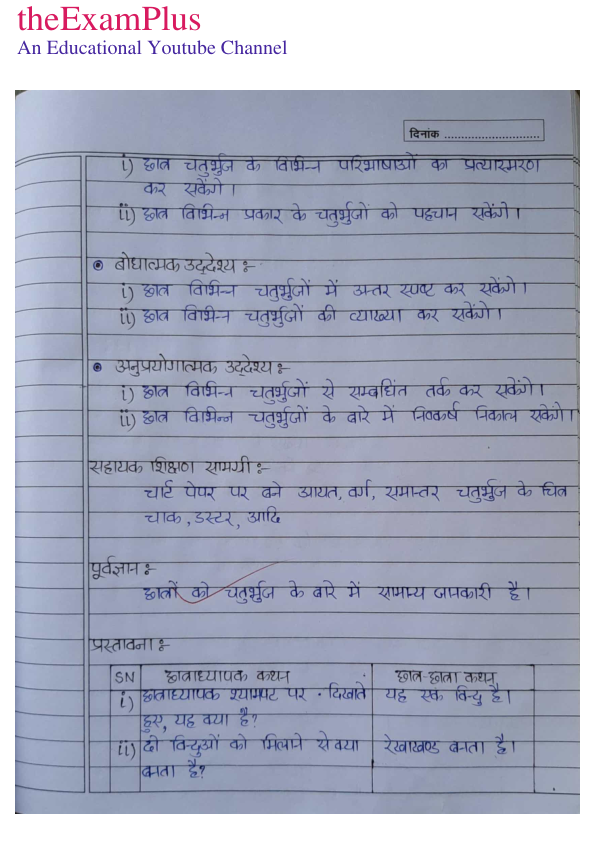 theExamPlus
An Educational Youtube Channel
दिनांक ............................
i) छात्र चतुर्भुज के विभिन्न परिभाषाओं का प्रत्यास्मरण
कर सकेंगे।
ii) छात्र विभिन्न प्रकार के चतुर्भुजों को पहचान सकेंगे।
बोधात्मक उद्देश्य :-
i) छात्र विभिन्न चतुर्भुजों में अन्तर स्पष्ट कर सकेंगे।
ii) छात्र विभिन्न चतुर्भुजों की व्याख्या कर सकेंगे।
अनुप्रयोगात्मक उद्देश्य :-
i) छात्र विभिन्न चतुर्भुजों से सम्बधिंत तर्क कर सकेंगे।
ii) छात्र विभिन्न चतुर्भुजों के बारे में निष्कर्ष निकाल सकेंगे।
सहायक शिक्षण सामग्री :-
चार्ट पेपर पर बने आयत, वर्ग, समान्तर चतुर्भुज के चित्र
चाक, डस्टर, आदि
पूर्वज्ञान :-
छात्रों को चतुर्भुज के बारे में सामान्य जानकारी है।
प्रस्तावना :-
SN छात्राध्यापक कथन छात्र-छात्रा कथन
i) छात्राध्यापक श्यामपट पर · दिखाते यह एक बिन्दु है।
हुए, यह क्या है?
ii) दो बिन्दुओं को मिलाने से क्या रेखाखण्ड बनता है।
बनता है?